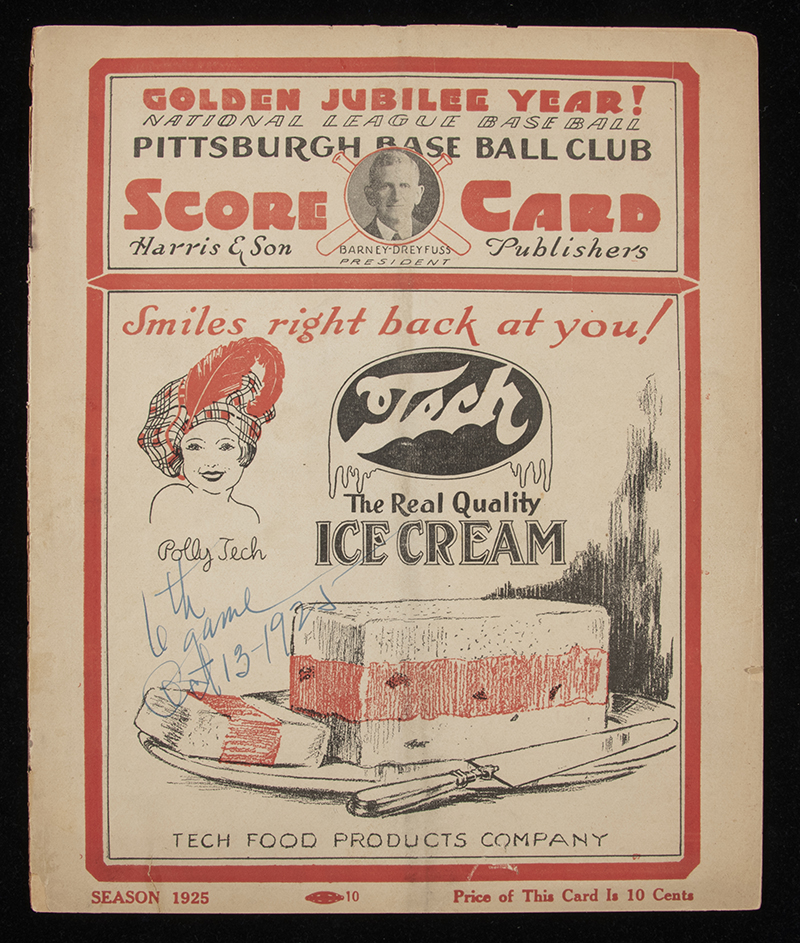 GOLDEN JUBILEE YEAR!
NATIONAL LEAGUE BASE BALL
PITTSBURGH BASE BALL CLUB
SCORE CARD
Harris & Son Publishers
BARNEY-DREYFUSS
PRESIDENT
Smiles right back at you!
Tech
The Real Quality
ICE CREAM
Polly Tech
6th
game
Oct 13-1925
TECH FOOD PRODUCTS COMPANY
SEASON 1925 10 Price of This Card Is 10 Cents